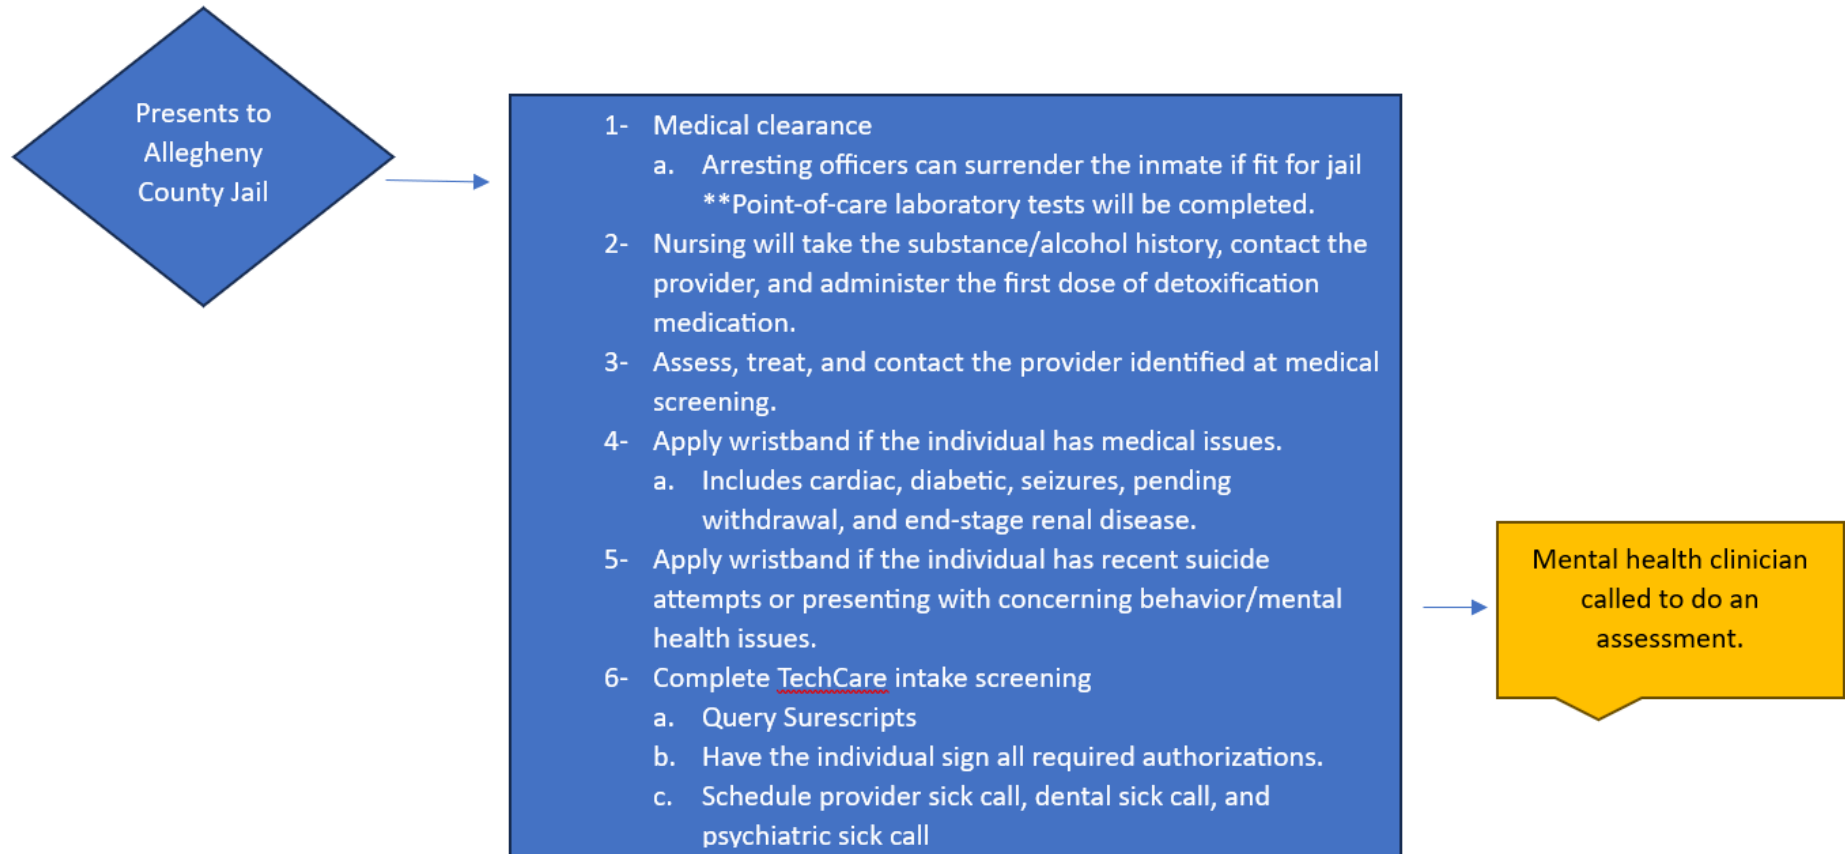 Presents to
Allegheny
County Jail
1- Medical clearance
a. Arresting officers can surrender the inmate if fit for jail
**Point-of-care laboratory tests will be completed.
2- Nursing will take the substance/alcohol history, contact the
provider, and administer the first dose of detoxification
medication.
3- Assess, treat, and contact the provider identified at medical
screening.
4- Apply wristband if the individual has medical issues.
a. Includes cardiac, diabetic, seizures, pending
withdrawal, and end-stage renal disease.
5- Apply wristband if the individual has recent suicide
attempts or presenting with concerning behavior/mental
health issues.
6- Complete TechCare intake screening
a. Query Surescripts
b. Have the individual sign all required authorizations.
c. Schedule provider sick call, dental sick call, and
psychiatric sick call
Mental health clinician
called to do an
assessment.